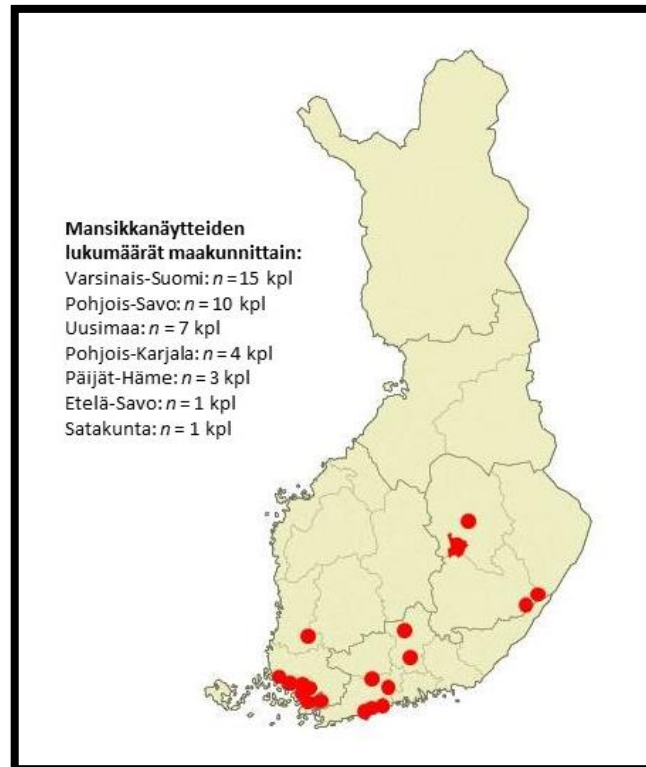 Mansikkanäytteiden
lukumäärät maakunnittain:
Varsinais-Suomi: n = 15 kpl
Pohjois-Savo: n = 10 kpl
Uusimaa: n = 7 kpl
Pohjois-Karjala: n = 4 kpl
Päijät-Häme: n = 3 kpl
Etelä-Savo: n = 1 kpl
Satakunta: n = 1 kpl